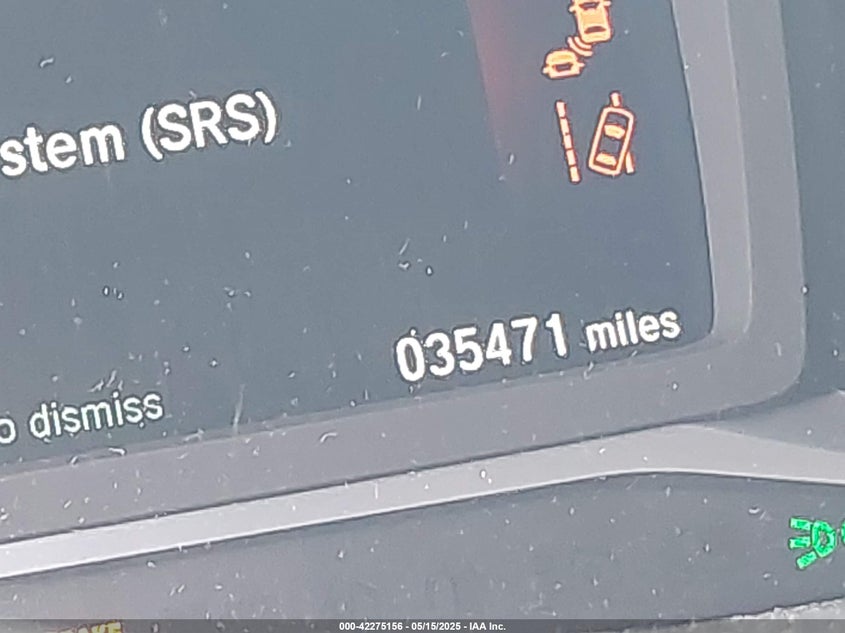 stem (SRS)
035471 miles
o dismiss
000-42275156 - 05/15/2025 - IAA Inc.